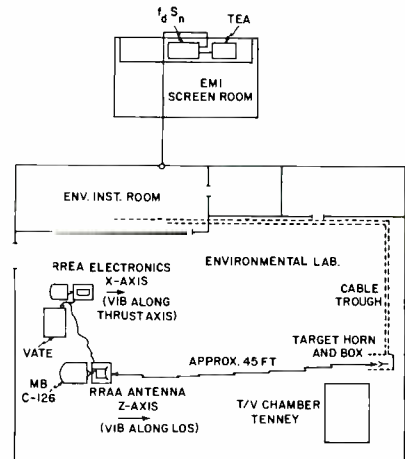 f_d S_n
TEA
EMI
SCREEN ROOM
ENV. INST. ROOM
ENVIRONMENTAL LAB.
RREA ELECTRONICS
X-AXIS
(VIB ALONG
THRUST AXIS)
CABLE
TROUGH
VATE
TARGET HORN
AND BOX
APPROX. 45 FT
MB
C-126
RRAA ANTENNA
Z-AXIS
(VIB ALONG LOS)
T/V CHAMBER
TENNEY